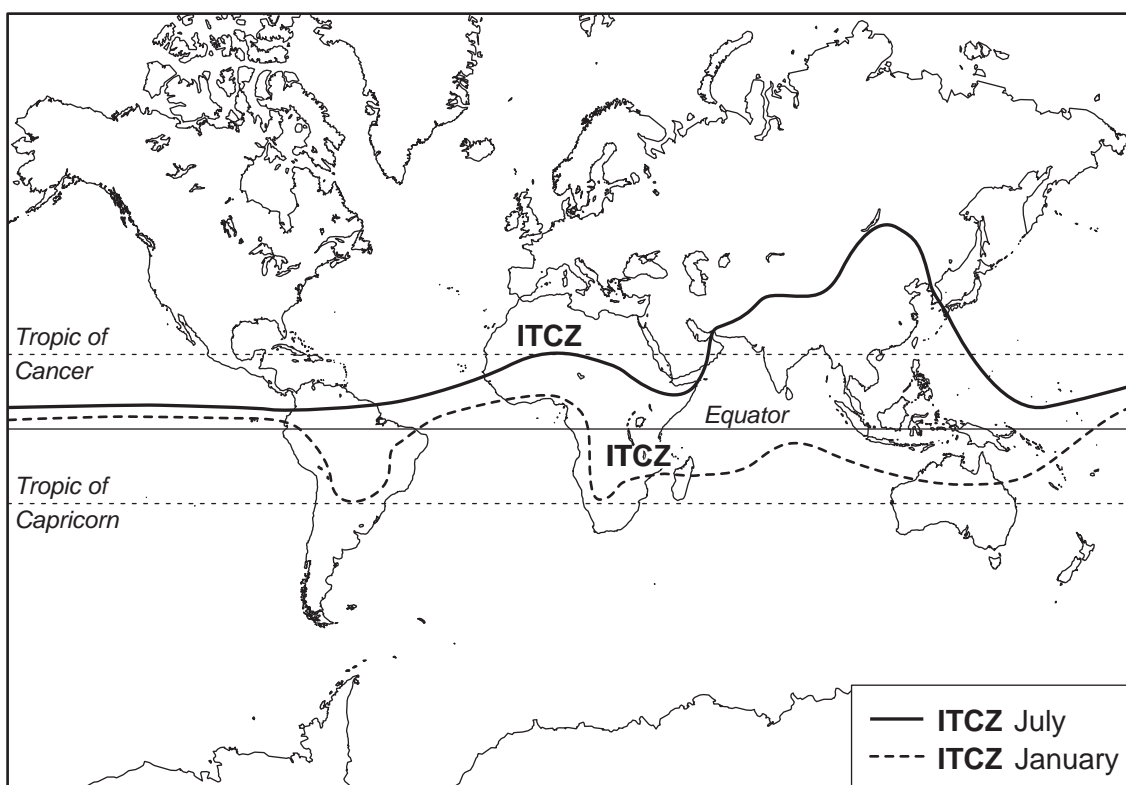 ITCZ
Tropic of
Cancer
Equator
ITCZ
Tropic of
Capricorn
ITCZ July
ITCZ January